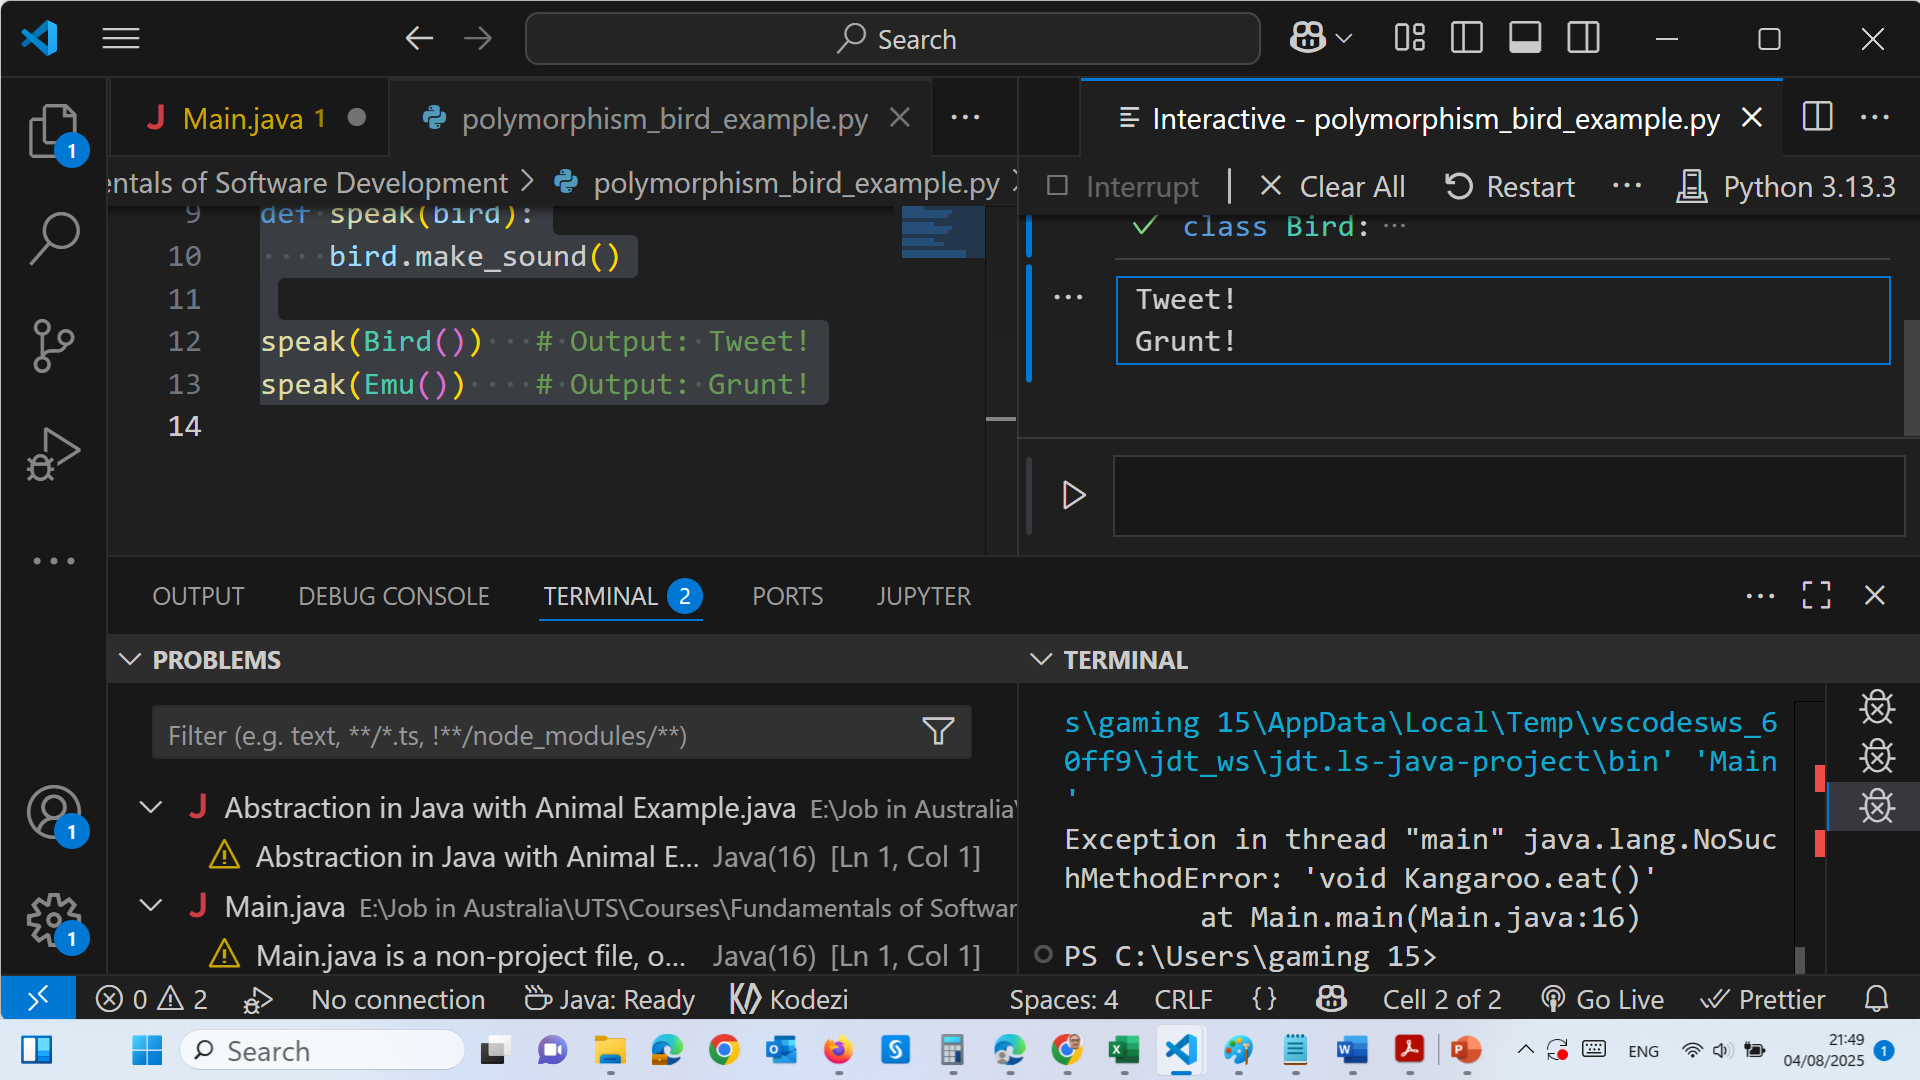 Search
Main.java 1
polymorphism_bird_example.py
Interactive - polymorphism_bird_example.py
entals of Software Development > polymorphism_bird_example.py
Interrupt
Clear All
Restart
Python 3.13.3
9 def speak(bird):
10 bird.make_sound()
11
12 speak(Bird()) # Output: Tweet!
13 speak(Emu()) # Output: Grunt!
14
class Bird: ...
Tweet!
Grunt!
1
OUTPUT
DEBUG CONSOLE
TERMINAL 2
PORTS
JUPYTER
PROBLEMS
Filter (e.g. text, **/*.ts, !**/node_modules/**)
Abstraction in Java with Animal Example.java E:\Job in Australia\
Abstraction in Java with Animal E... Java(16) [Ln 1, Col 1]
Main.java E:\Job in Australia\UTS\Courses\Fundamentals of Softwar
Main.java is a non-project file, o... Java(16) [Ln 1, Col 1]
TERMINAL
s\gaming 15\AppData\Local\Temp\vscodesws_6
0ff9\jdt_ws\jdt.ls-java-project\bin' 'Main
'
Exception in thread "main" java.lang.NoSuc
hMethodError: 'void Kangaroo.eat()'
at Main.main(Main.java:16)
PS C:\Users\gaming 15>
1
1
0 2
No connection
Java: Ready
Kodezi
Spaces: 4
CRLF
{}
Cell 2 of 2
Go Live
Prettier
Search
ENG
21:49
04/08/2025
1